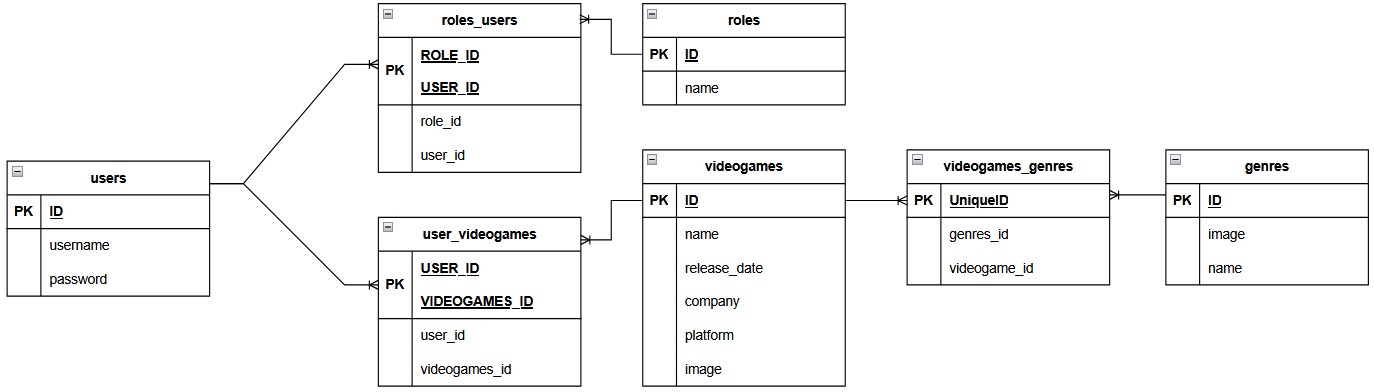 users
PK ID
username
password
roles_users
PK
ROLE_ID
USER_ID
role_id
user_id
user_videogames
PK
USER_ID
VIDEOGAMES_ID
user_id
videogames_id
roles
PK ID
name
videogames
PK ID
name
release_date
company
platform
image
videogames_genres
PK UniqueID
genres_id
videogame_id
genres
PK ID
image
name